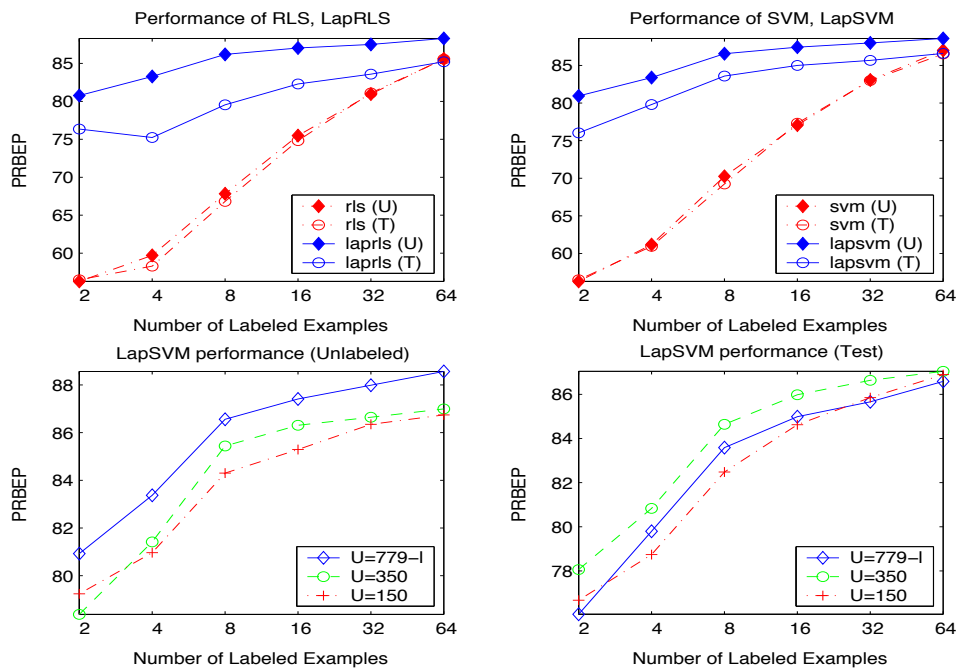 Performance of RLS, LapRLS
85
80
75
70
65
60
PRBEP
rls (U)
rls (T)
laprls (U)
laprls (T)
2 4 8 16 32 64
Number of Labeled Examples
Performance of SVM, LapSVM
85
80
75
70
65
60
PRBEP
svm (U)
svm (T)
lapsvm (U)
lapsvm (T)
2 4 8 16 32 64
Number of Labeled Examples
LapSVM performance (Unlabeled)
88
86
84
82
80
PRBEP
U=779-l
U=350
U=150
2 4 8 16 32 64
Number of Labeled Examples
LapSVM performance (Test)
86
84
82
80
78
PRBEP
U=779-l
U=350
U=150
2 4 8 16 32 64
Number of Labeled Examples